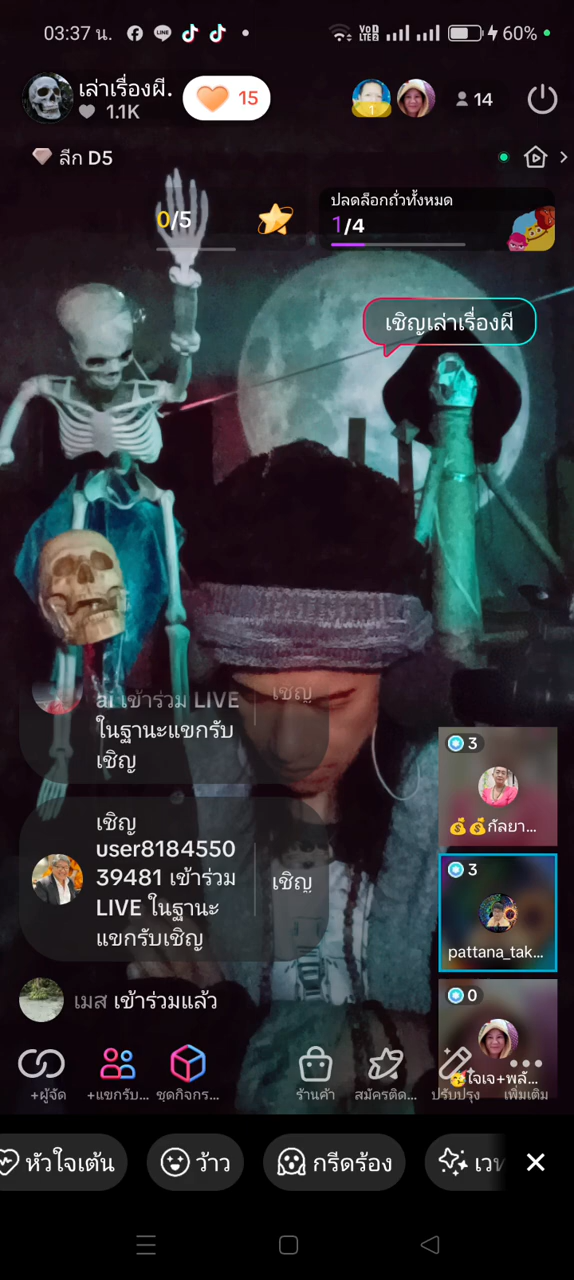 03:37 น.
VoD LTE2
60%
เล่าเรื่องผี.
1.1K
15
1
14
ลีก D5
0/5
ปลดล็อกถั่วทั้งหมด
1/4
เชิญเล่าเรื่องผี
ai เข้าร่วม LIVE
ในฐานะแขกรับ
เชิญ
เชิญ
เชิญ
user8184550
39481 เข้าร่วม
LIVE ในฐานะ
แขกรับเชิญ
เชิญ
เมส เข้าร่วมแล้ว
3
กัลยา...
3
pattana_tak...
0
ใจเจ+พลั...
+ผู้จัด
+แขกรับ...
ชุดกิจกร...
ร้านค้า
สมัครติด...
ปรับปรุง
เพิ่มเติม
หัวใจเต้น
ว้าว
กรีดร้อง